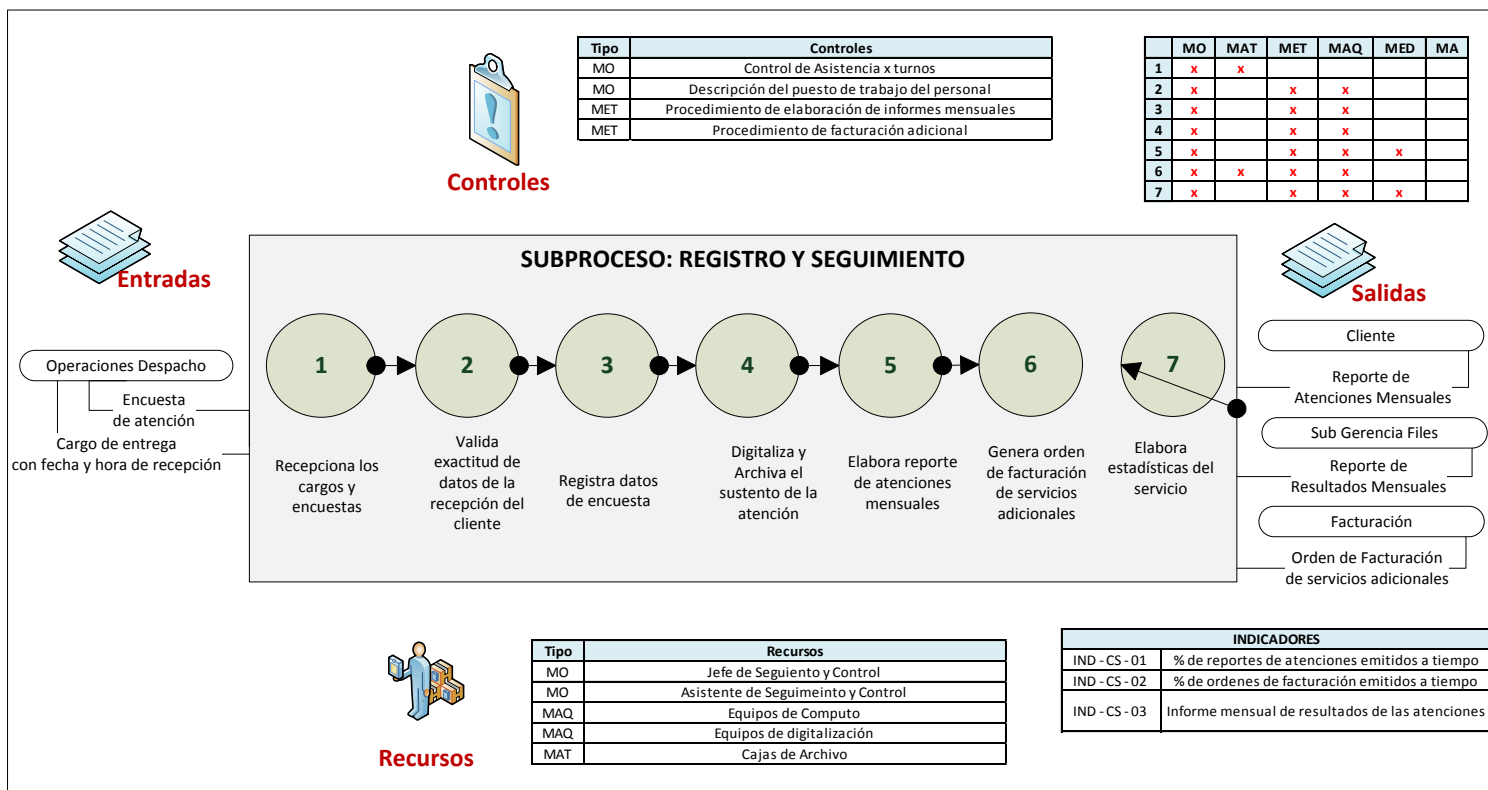 Tipo Controles
MO Control de Asistencia x turnos
MO Descripción del puesto de trabajo del personal
MET Procedimiento de elaboración de informes mensuales
MET Procedimiento de facturación adicional
Controles
MO MAT MET MAQ MED MA
1 x x
2 x x x
3 x x x
4 x x x
5 x x x x
6 x x x x
7 x x x x
Entradas
Operaciones Despacho
Encuesta
de atención
Cargo de entrega
con fecha y hora de recepción
SUBPROCESO: REGISTRO Y SEGUIMIENTO
1
Recepciona los
cargos y
encuestas
2
Valida
exactitud de
datos de la
recepción del
cliente
3
Registra datos
de encuesta
4
Digitaliza y
Archiva el
sustento de la
atención
5
Elabora reporte
de atenciones
mensuales
6
Genera orden
de facturación
de servicios
adicionales
7
Elabora
estadísticas del
servicio
Salidas
Cliente
Reporte de
Atenciones Mensuales
Sub Gerencia Files
Reporte de
Resultados Mensuales
Facturación
Orden de Facturación
de servicios adicionales
Recursos
Tipo Recursos
MO Jefe de Seguiento y Control
MO Asistente de Seguimeinto y Control
MAQ Equipos de Computo
MAQ Equipos de digitalización
MAT Cajas de Archivo
INDICADORES
IND - CS - 01 % de reportes de atenciones emitidos a tiempo
IND - CS - 02 % de ordenes de facturación emitidos a tiempo
IND - CS - 03 Informe mensual de resultados de las atenciones